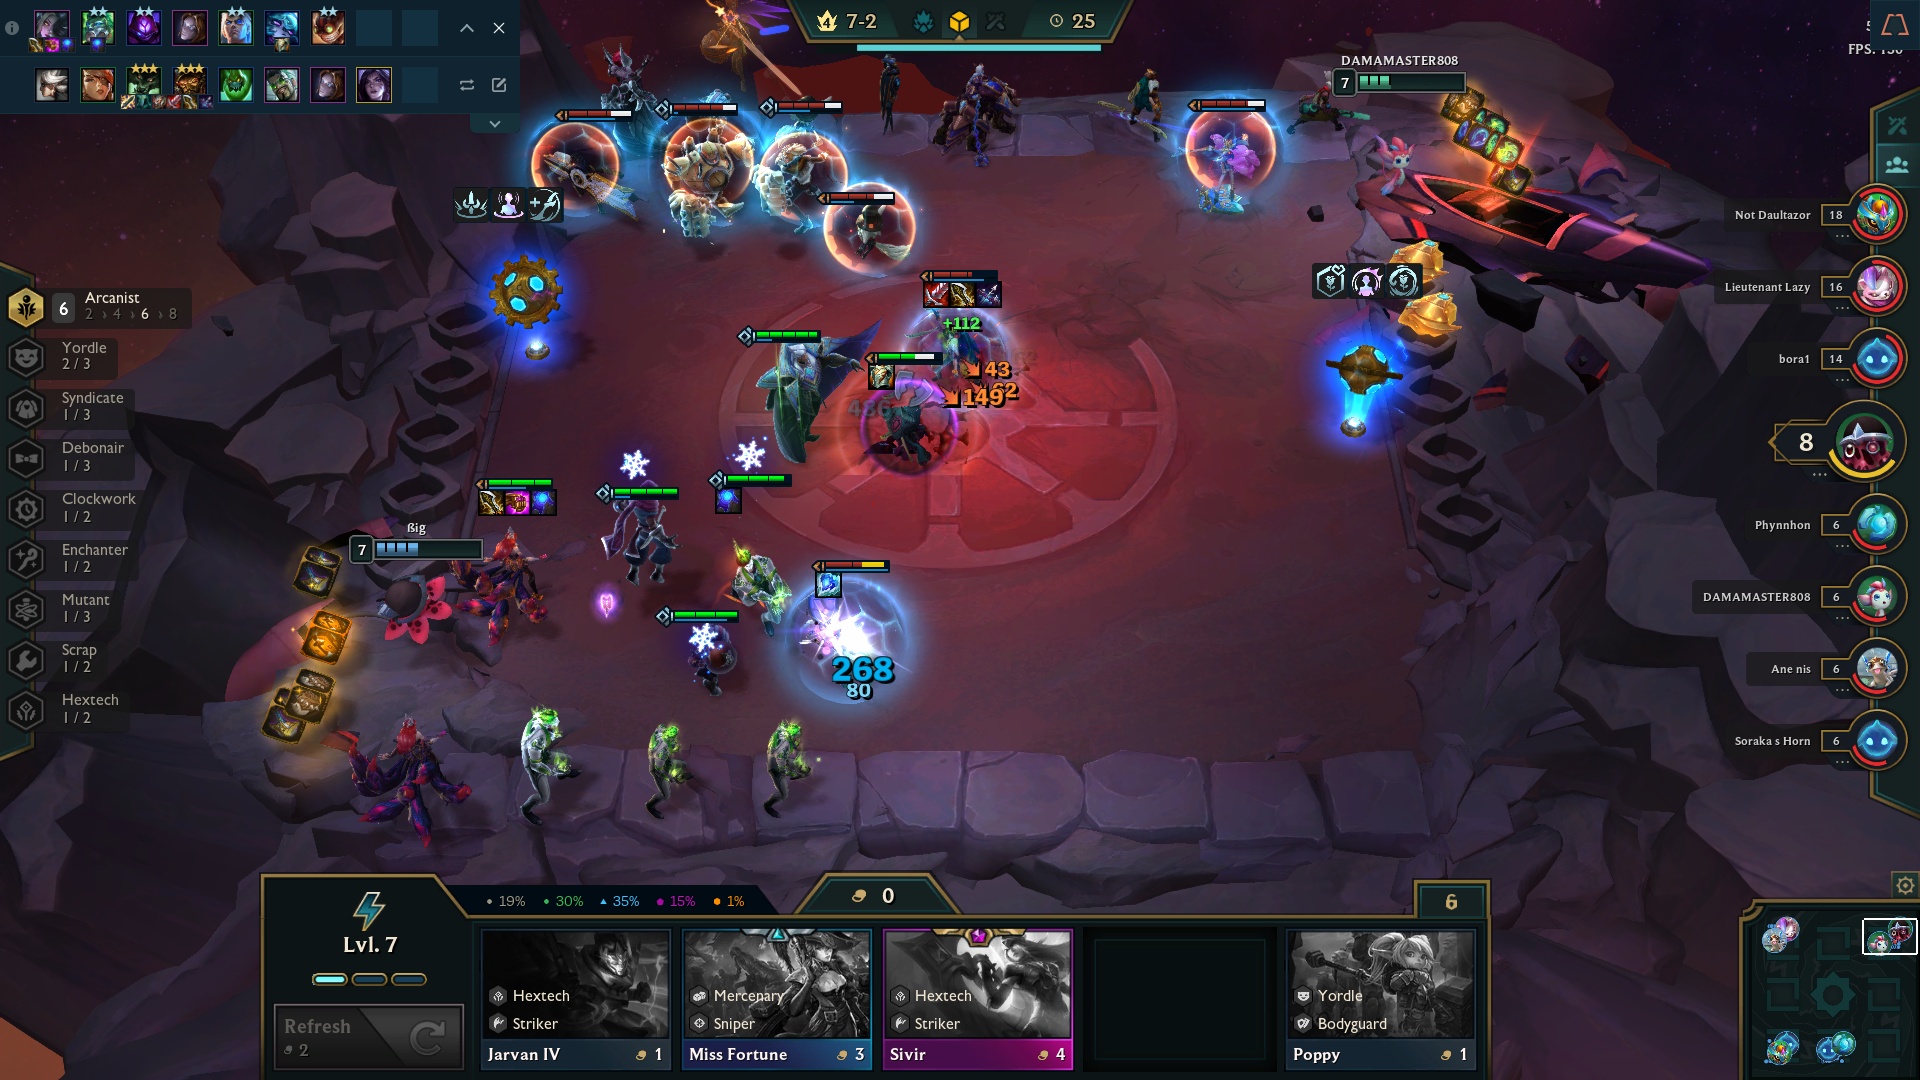 4 7-2 25
FPS: 130
DAMAMASTER808
7
Not Daultazor 18
Lieutenant Lazy 16
bora1 14
8
Phynnhon 6
DAMAMASTER808 6
Ane nis 6
Soraka s Horn 6
6 Arcanist
2 › 4 › 6 › 8
Yordle
2 / 3
Syndicate
1 / 3
Debonair
1 / 3
Clockwork
1 / 2
Enchanter
1 / 2
Mutant
1 / 3
Scrap
1 / 2
Hextech
1 / 2
+112
43
149
ßig
7
268
80
19% 30% 35% 15% 1%
0
6
Lvl. 7
Refresh
2
Hextech
Striker
Jarvan IV 1
Mercenary
Sniper
Miss Fortune 3
Hextech
Striker
Sivir 4
Yordle
Bodyguard
Poppy 1